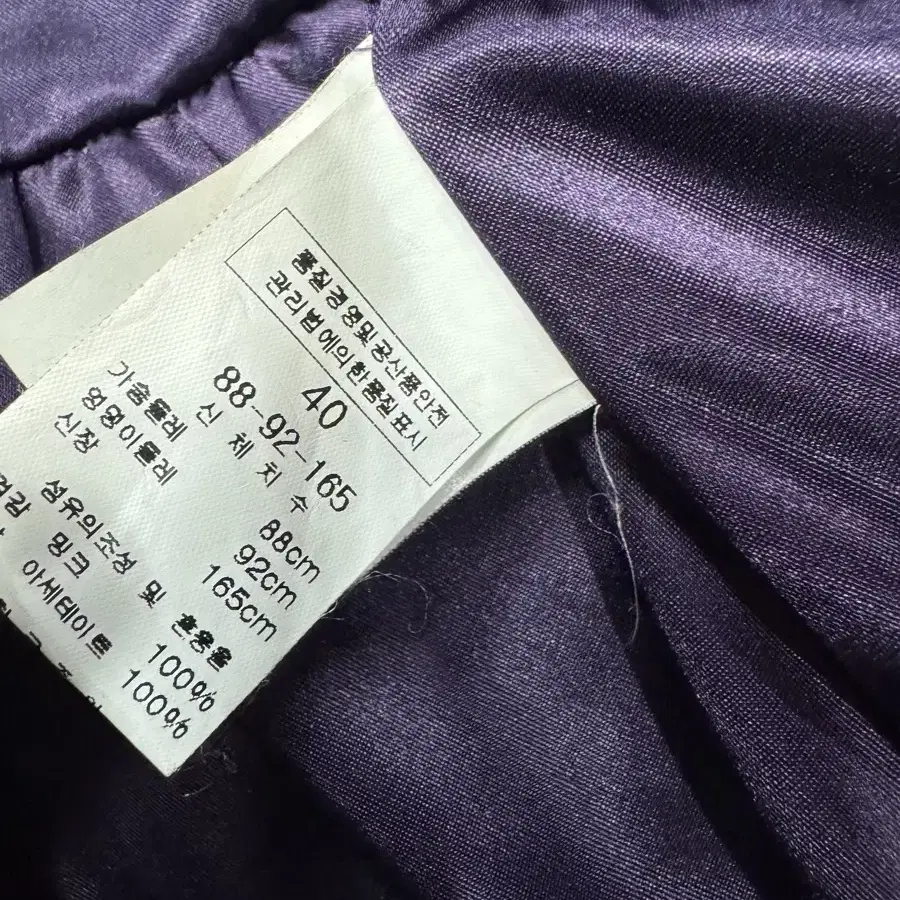 품질경영및공산품안전
관리법에의한품질표시
40
88-92-165
신 체 치 수
가슴둘레 88cm
엉덩이둘레 92cm
신장 165cm
섬유의조성 및 혼용율
겉감 밍크 100%
아세테이트 100%